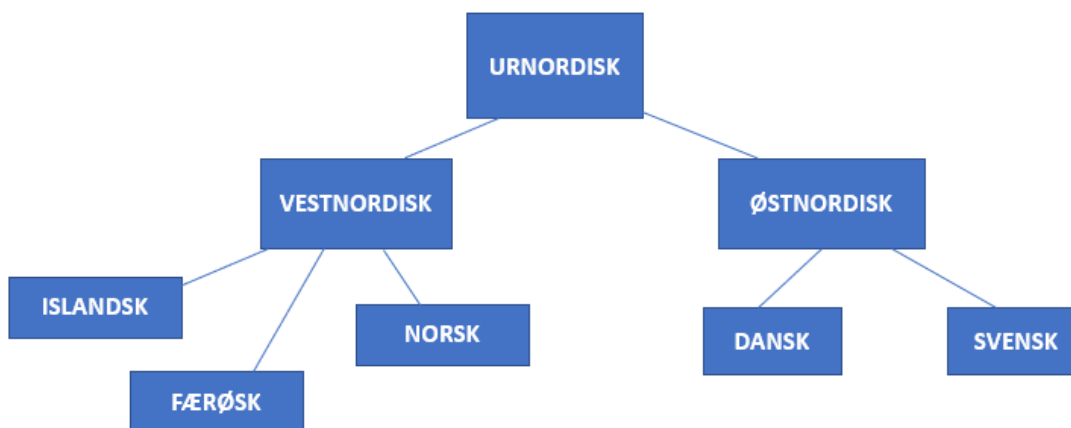 URNORDISK
VESTNORDISK
ØSTNORDISK
ISLANDSK
FÆRØSK
NORSK
DANSK
SVENSK